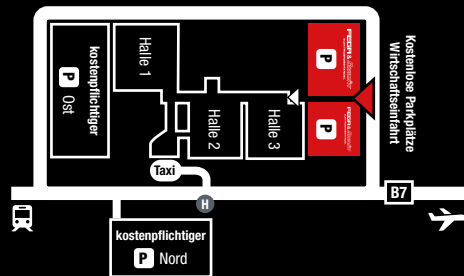 kostenpflichtiger
P Ost
Halle 1
Halle 2
Halle 3
P
P
Kostenlose Parkplätze
Wirtschaftseinfahrt
Taxi
H
B7
kostenpflichtiger
P Nord